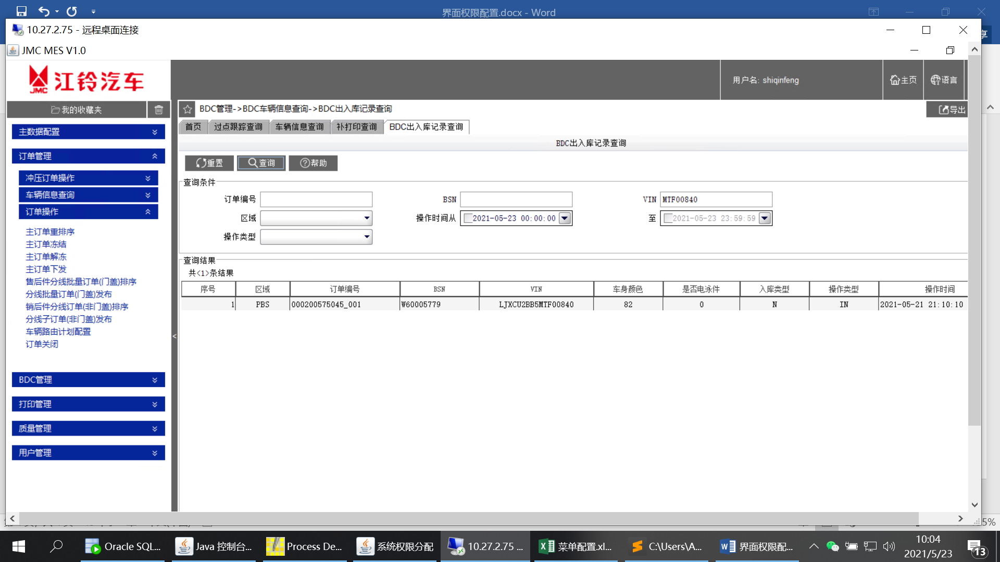 界面权限配置.docx - Word
10.27.2.75 - 远程桌面连接
享
JMC MES V1.0
JMC 江铃汽车
用户名: shiqinfeng
主页
语言
我的收藏夹
BDC管理->BDC车辆信息查询->BDC出入库记录查询
导出
首页 过点跟踪查询 车辆信息查询 补打印查询 BDC出入库记录查询
BDC出入库记录查询
重置 查询 帮助
主数据配置
订单管理
冲压订单操作
车辆信息查询
订单操作
主订单重排序
主订单冻结
主订单解冻
主订单下发
售后件分线批量订单(门盖)排序
分线批量订单(门盖)发布
销后件分线订单(非门盖)排序
分线子订单(非门盖)发布
车辆路由计划配置
订单关闭
BDC管理
打印管理
质量管理
用户管理
<
查询条件
订单编号 BSN VIN MTF00840
区域 操作时间从 2021-05-23 00:00:00 至 2021-05-23 23:59:59
操作类型
查询结果
共<1>条结果
序号 区域 订单编号 BSN VIN 车身颜色 是否电泳件 入库类型 操作类型 操作时间
1 PBS 000200575045_001 W60005779 LJXCU2BB5MTF00840 82 0 N IN 2021-05-21 21:10:10
5%
Oracle SQL...
Java 控制台...
Process De...
系统权限分配
10.27.2.75 ...
菜单配置.xl...
C:\Users\A...
界面权限配...
10:04
2021/5/23
13